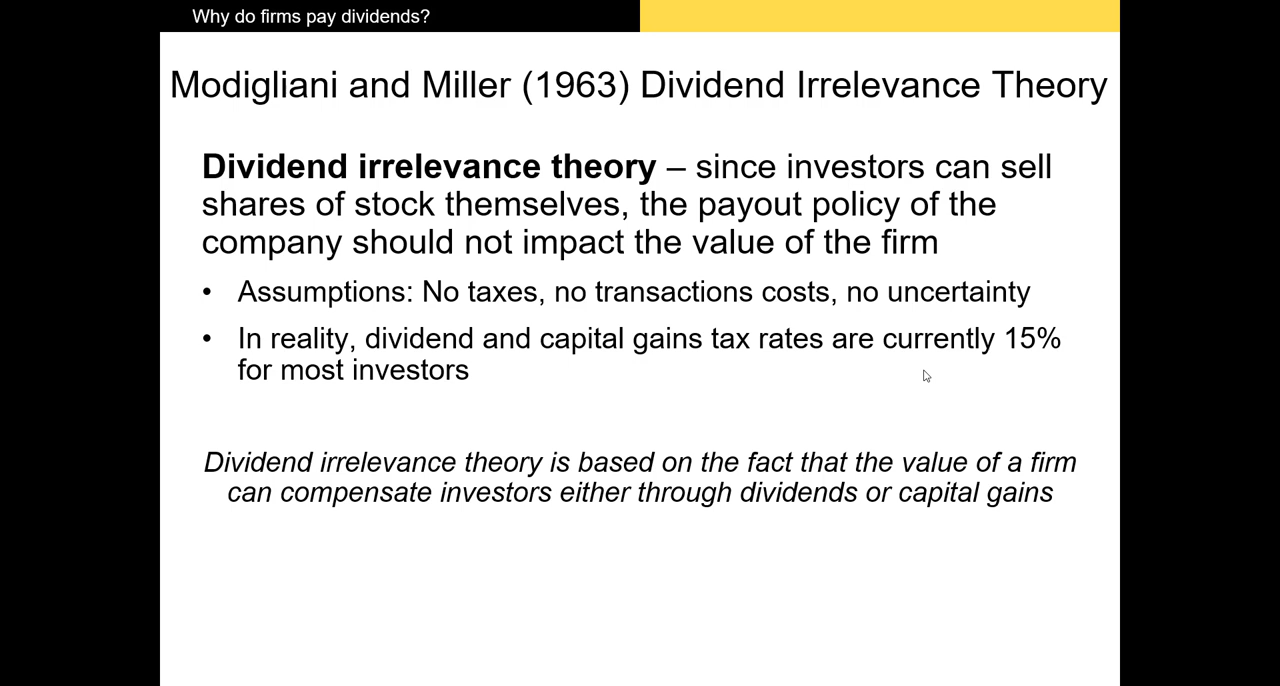 Why do firms pay dividends?
Modigliani and Miller (1963) Dividend Irrelevance Theory
Dividend irrelevance theory – since investors can sell
shares of stock themselves, the payout policy of the
company should not impact the value of the firm
• Assumptions: No taxes, no transactions costs, no uncertainty
• In reality, dividend and capital gains tax rates are currently 15%
for most investors
Dividend irrelevance theory is based on the fact that the value of a firm
can compensate investors either through dividends or capital gains